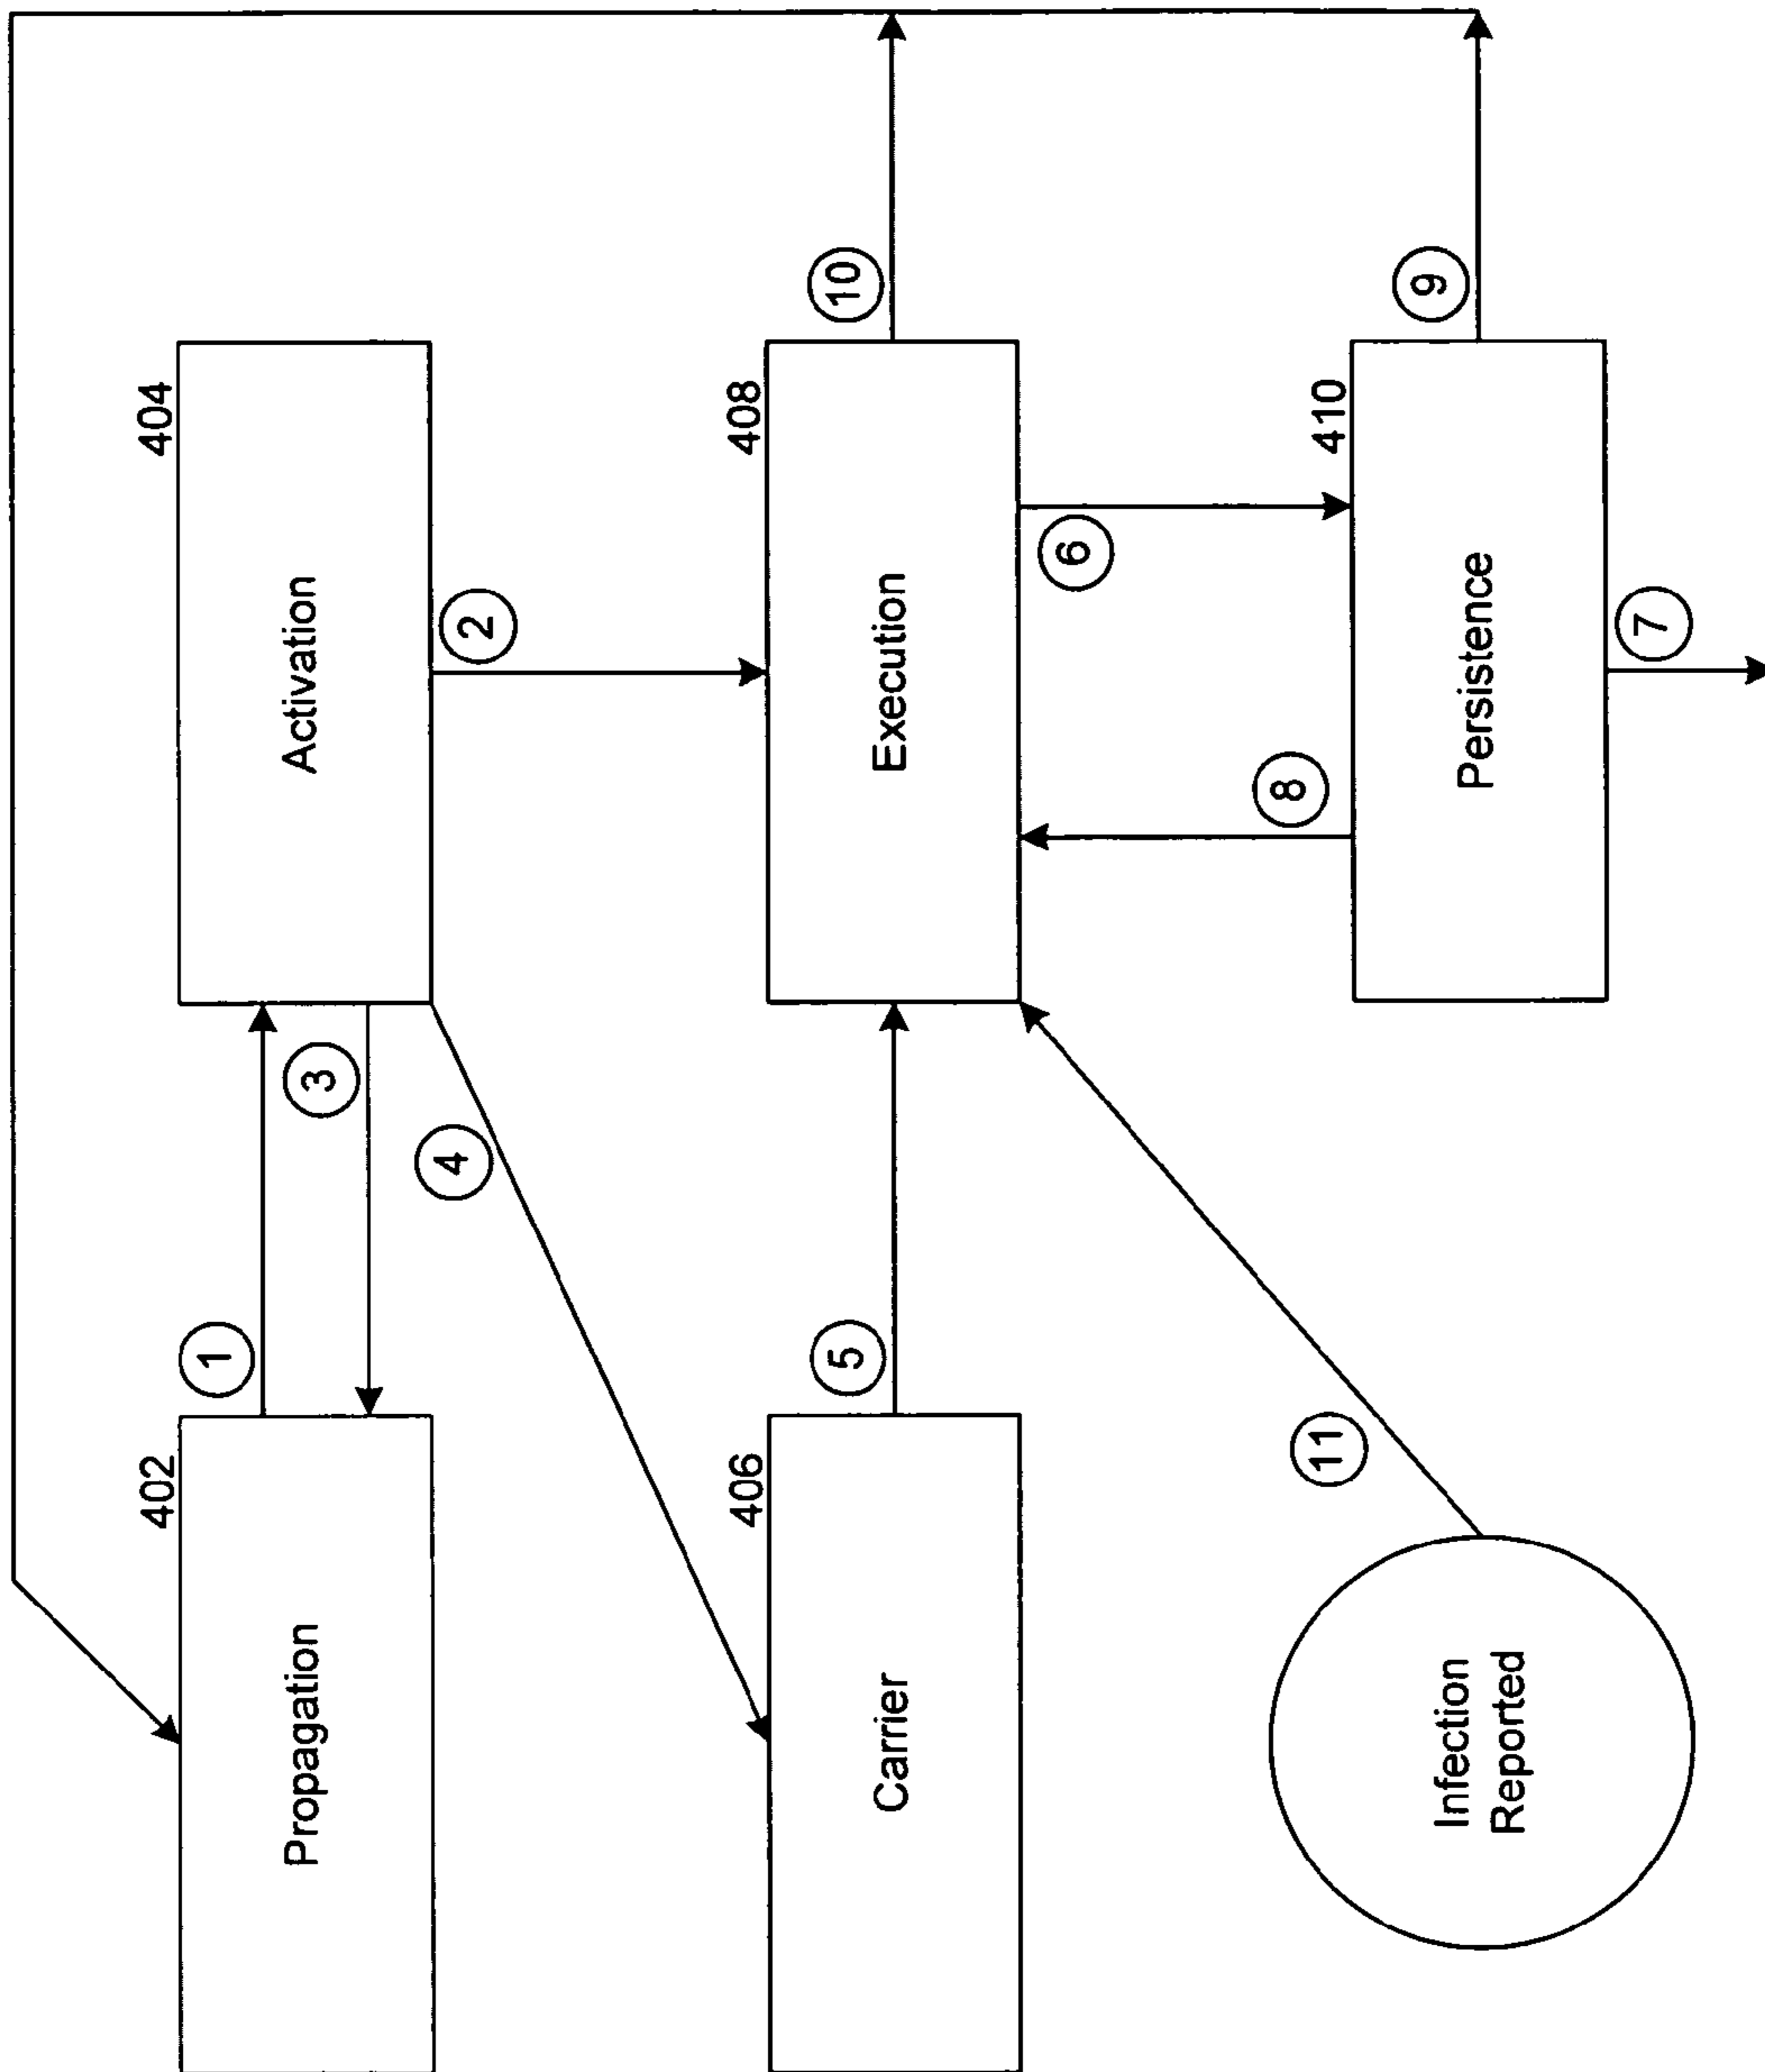 402
404
1
Propagation
3
Activation
4
2
406
408
5
10
Carrier
Execution
6
8
11
410
9
Infection
Reported
Persistence
7